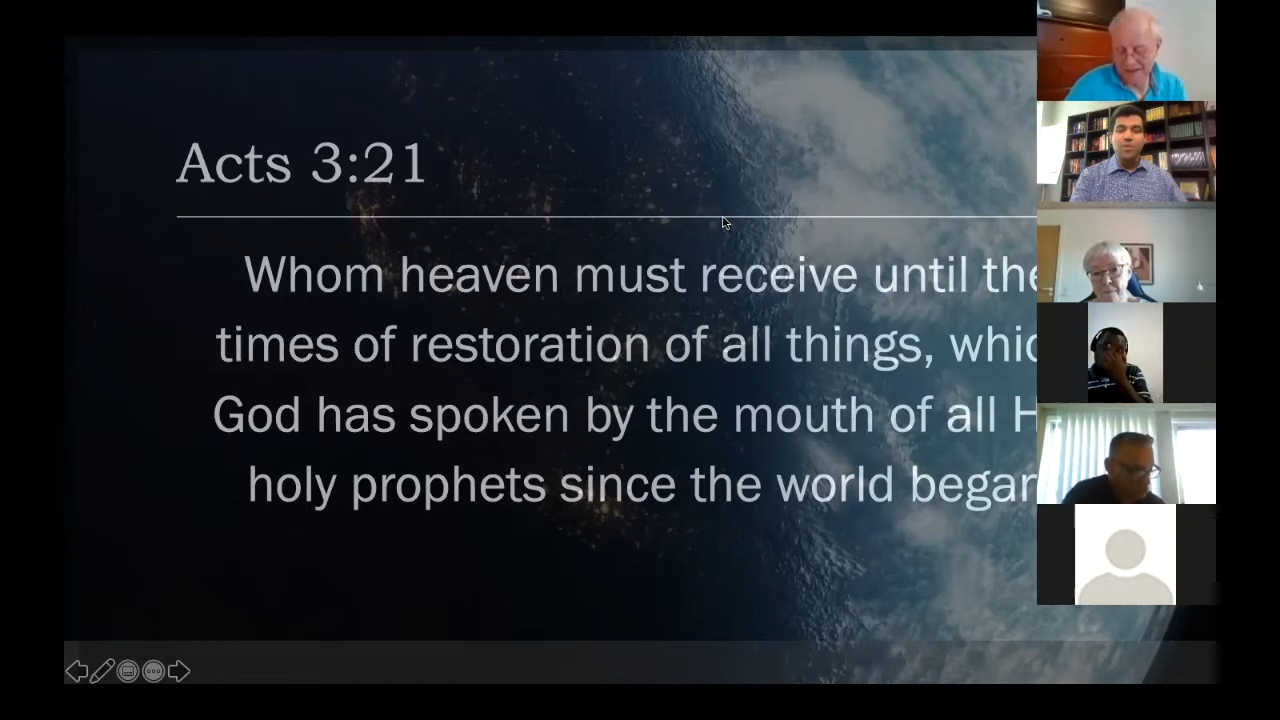 Acts 3:21
Whom heaven must receive until the
times of restoration of all things, whic
God has spoken by the mouth of all H
holy prophets since the world began